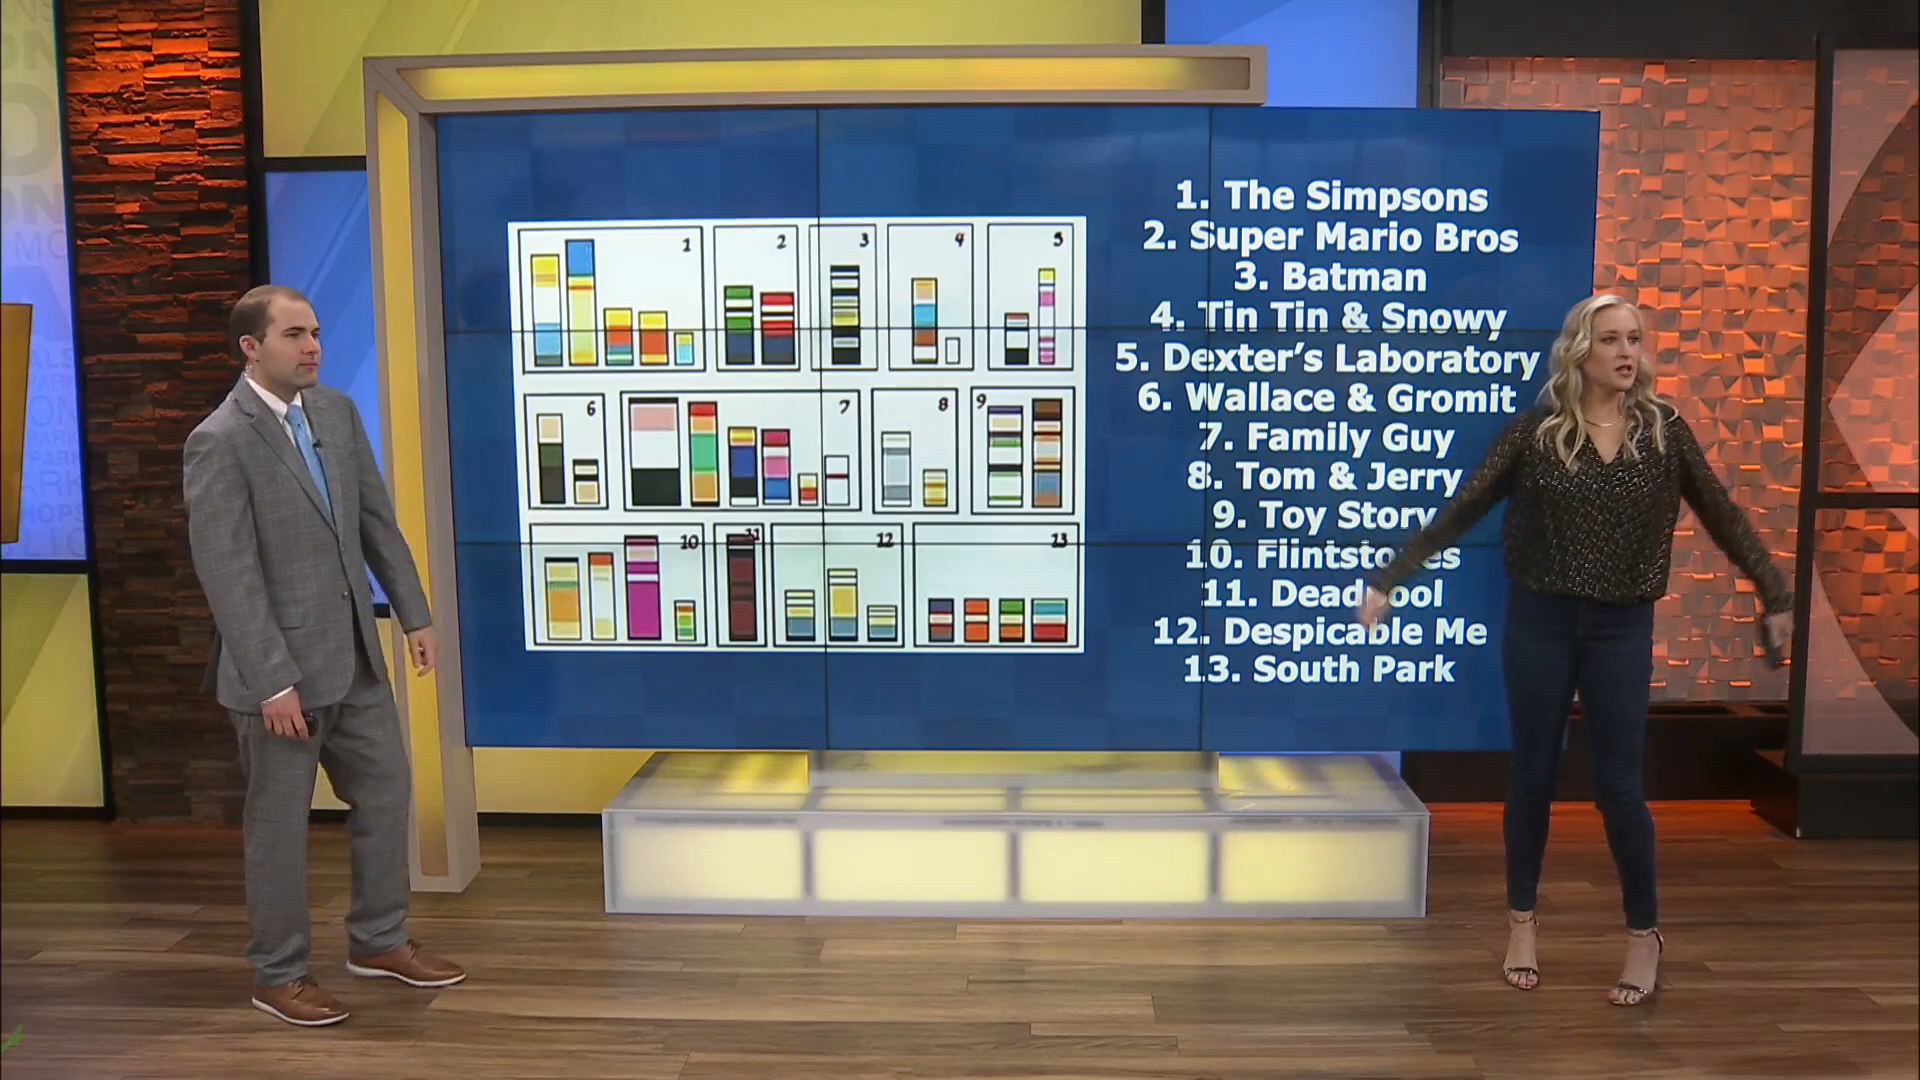 1
2
3
4
5
6
7
8
9
10
11
12
13
1. The Simpsons
2. Super Mario Bros
3. Batman
4. Tin Tin & Snowy
5. Dexter's Laboratory
6. Wallace & Gromit
7. Family Guy
8. Tom & Jerry
9. Toy Story
10. Flintstones
11. Deadpool
12. Despicable Me
13. South Park